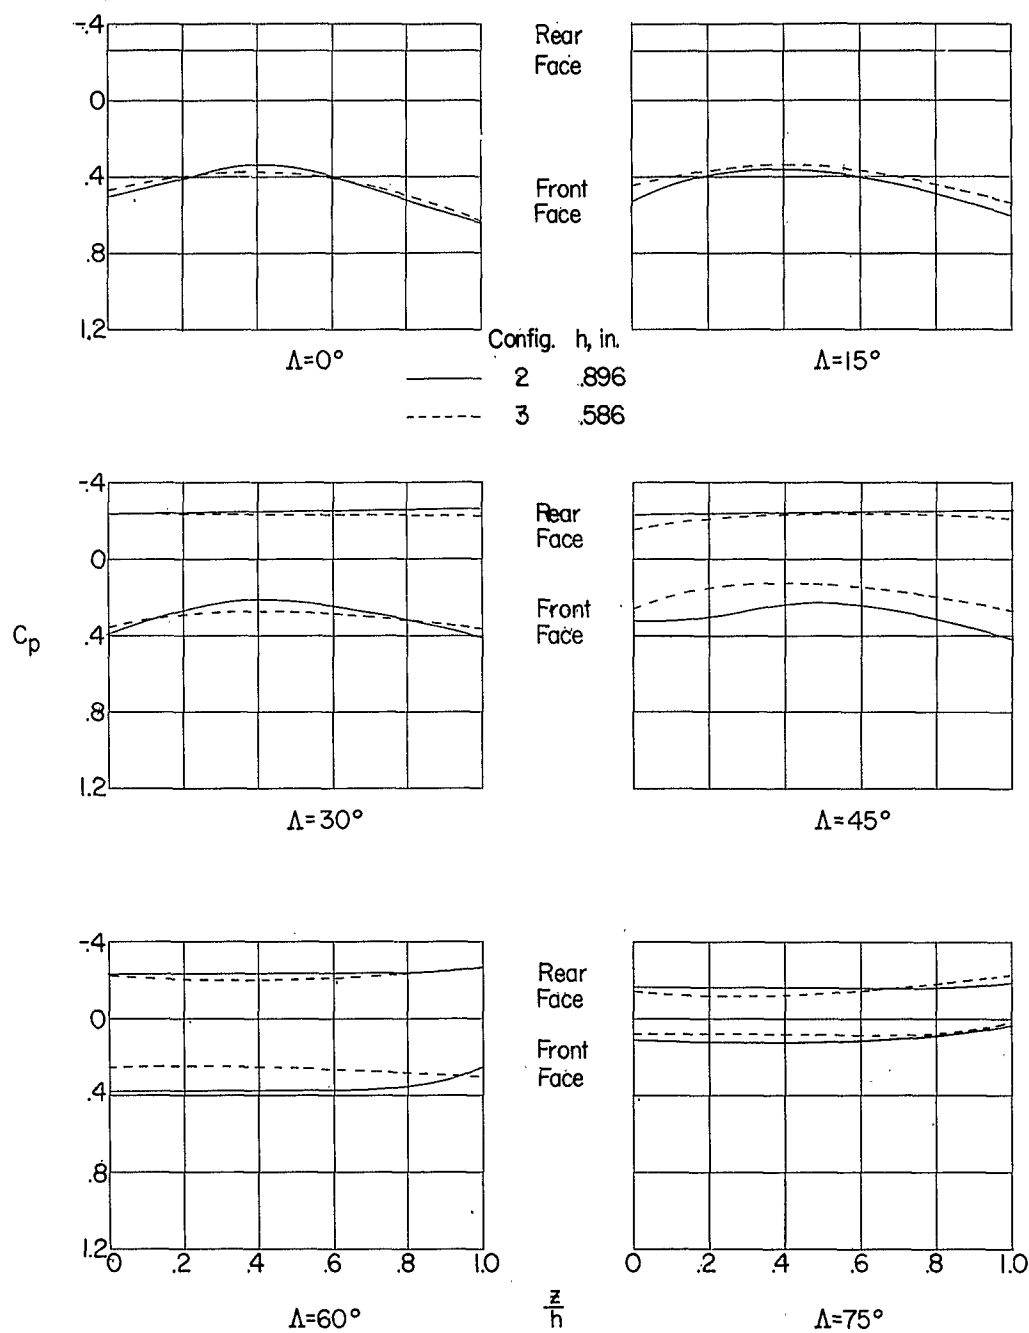 -.4
0
.4
.8
1.2
Rear
Face
Front
Face
Λ=0°
Λ=15°
Config. h, in.
2 .896
3 .586
-.4
0
.4
.8
1.2
Cp
Rear
Face
Front
Face
Λ=30°
Λ=45°
-.4
0
.4
.8
1.2
Rear
Face
Front
Face
0 .2 .4 .6 .8 1.0
0 .2 .4 .6 .8 1.0
z/h
Λ=60°
Λ=75°